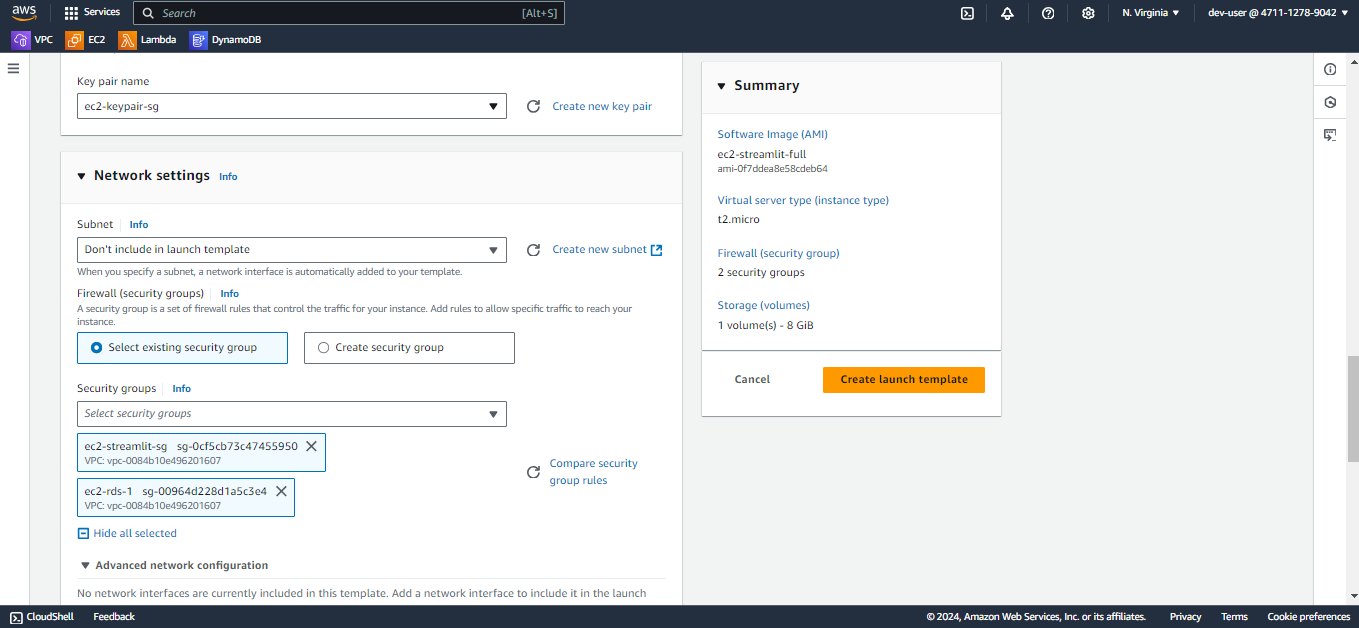 aws
Services
Search
[Alt+S]
N. Virginia
dev-user @ 4711-1278-9042
VPC
EC2
Lambda
DynamoDB
Key pair name
ec2-keypair-sg
Create new key pair
Network settings Info
Subnet Info
Don't include in launch template
Create new subnet
When you specify a subnet, a network interface is automatically added to your template.
Firewall (security groups) Info
A security group is a set of firewall rules that control the traffic for your instance. Add rules to allow specific traffic to reach your
instance.
Select existing security group
Create security group
Security groups Info
Select security groups
ec2-streamlit-sg sg-0cf5cb73c47455950
VPC: vpc-0084b10e496201607
ec2-rds-1 sg-00964d228d1a5c3e4
VPC: vpc-0084b10e496201607
Compare security
group rules
Hide all selected
Advanced network configuration
No network interfaces are currently included in this template. Add a network interface to include it in the launch
Summary
Software Image (AMI)
ec2-streamlit-full
ami-0f7ddea8e58cdeb64
Virtual server type (instance type)
t2.micro
Firewall (security group)
2 security groups
Storage (volumes)
1 volume(s) - 8 GiB
Cancel
Create launch template
CloudShell
Feedback
© 2024, Amazon Web Services, Inc. or its affiliates.
Privacy
Terms
Cookie preferences